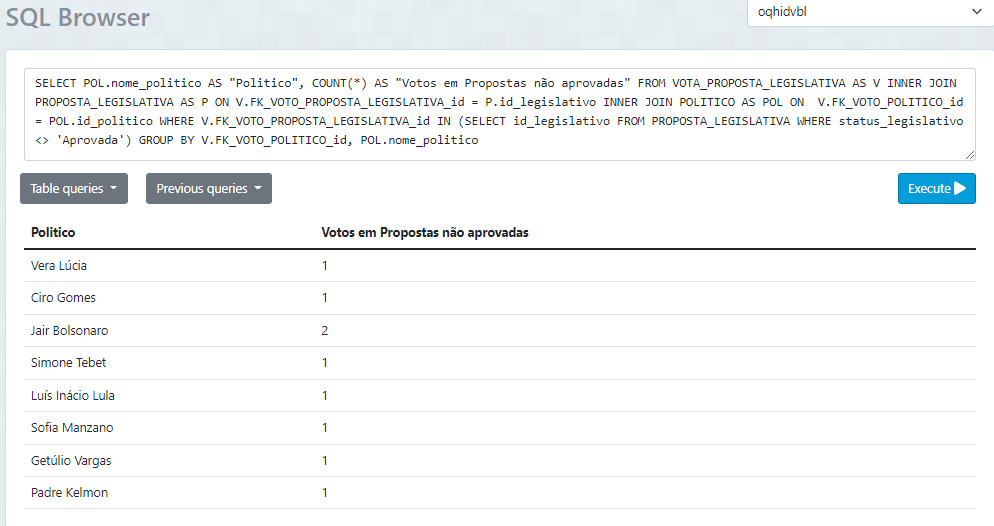 SQL Browser
oqhidvbl
SELECT POL.nome_politico AS "Politico", COUNT(*) AS "Votos em Propostas não aprovadas" FROM VOTA_PROPOSTA_LEGISLATIVA AS V INNER JOIN
PROPOSTA_LEGISLATIVA AS P ON V.FK_VOTO_PROPOSTA_LEGISLATIVA_id = P.id_legislativo INNER JOIN POLITICO AS POL ON  V.FK_VOTO_POLITICO_id
= POL.id_politico WHERE V.FK_VOTO_PROPOSTA_LEGISLATIVA_id IN (SELECT id_legislativo FROM PROPOSTA_LEGISLATIVA WHERE status_legislativo
<> 'Aprovada') GROUP BY V.FK_VOTO_POLITICO_id, POL.nome_politico
Table queries Previous queries Execute
Politico Votos em Propostas não aprovadas
Vera Lúcia 1
Ciro Gomes 1
Jair Bolsonaro 2
Simone Tebet 1
Luís Inácio Lula 1
Sofia Manzano 1
Getúlio Vargas 1
Padre Kelmon 1